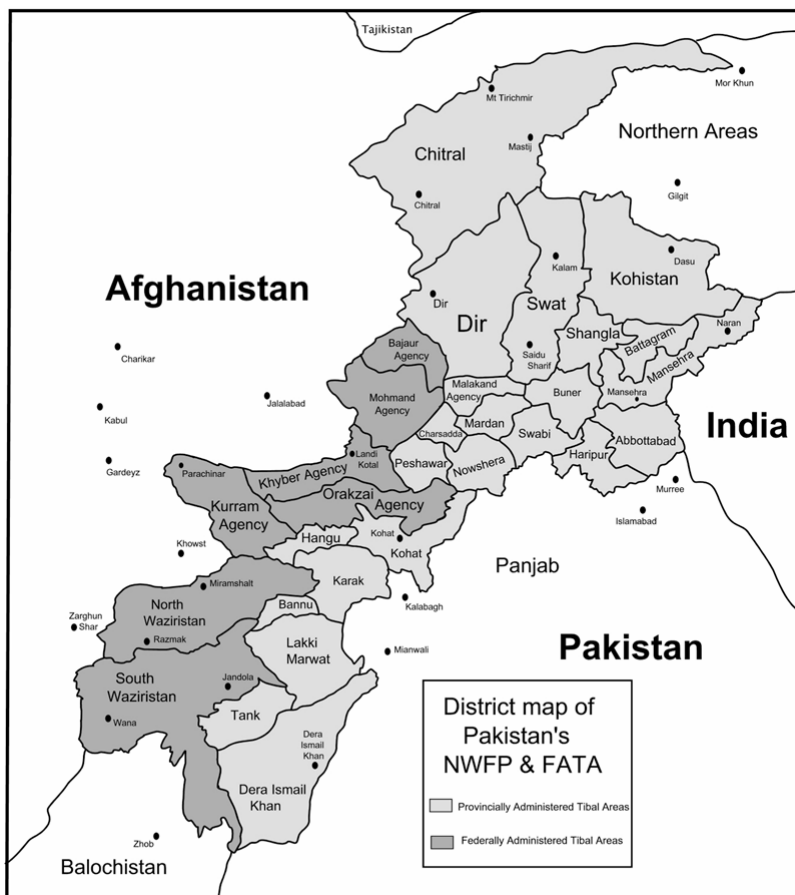 Tajikistan
Mor Khun
Mt Tirichmir
Northern Areas
Mastij
Chitral
Gilgit
Chitral
Dasu
Kalam
Kohistan
Afghanistan
Dir
Swat
Dir
Shangla
Naran
Battagram
Bajaur
Agency
Saidu
Sharif
Mansehra
Charikar
Malakand
Agency
Buner
Mansehra
Mohmand
Agency
Jalalabad
Kabul
India
Mardan
Charsadda
Swabi
Abbottabad
Landi
Kotal
Haripur
Gardeyz
Parachinar
Khyber Agency
Peshawar
Nowshera
Murree
Orakzai
Agency
Kurram
Agency
Islamabad
Hangu
Kohat
Kohat
Khowst
Panjab
Miramshalt
Karak
Kalabagh
North
Waziristan
Bannu
Zarghun
Shar
Razmak
Lakki
Marwat
Mianwali
Pakistan
South
Waziristan
Jandola
Wana
Tank
Dera
Ismail
Khan
Dera Ismail
Khan
Zhob
Balochistan
District map of
Pakistan's
NWFP & FATA
Provincially Administered Tibal Areas
Federally Administered Tibal Areas